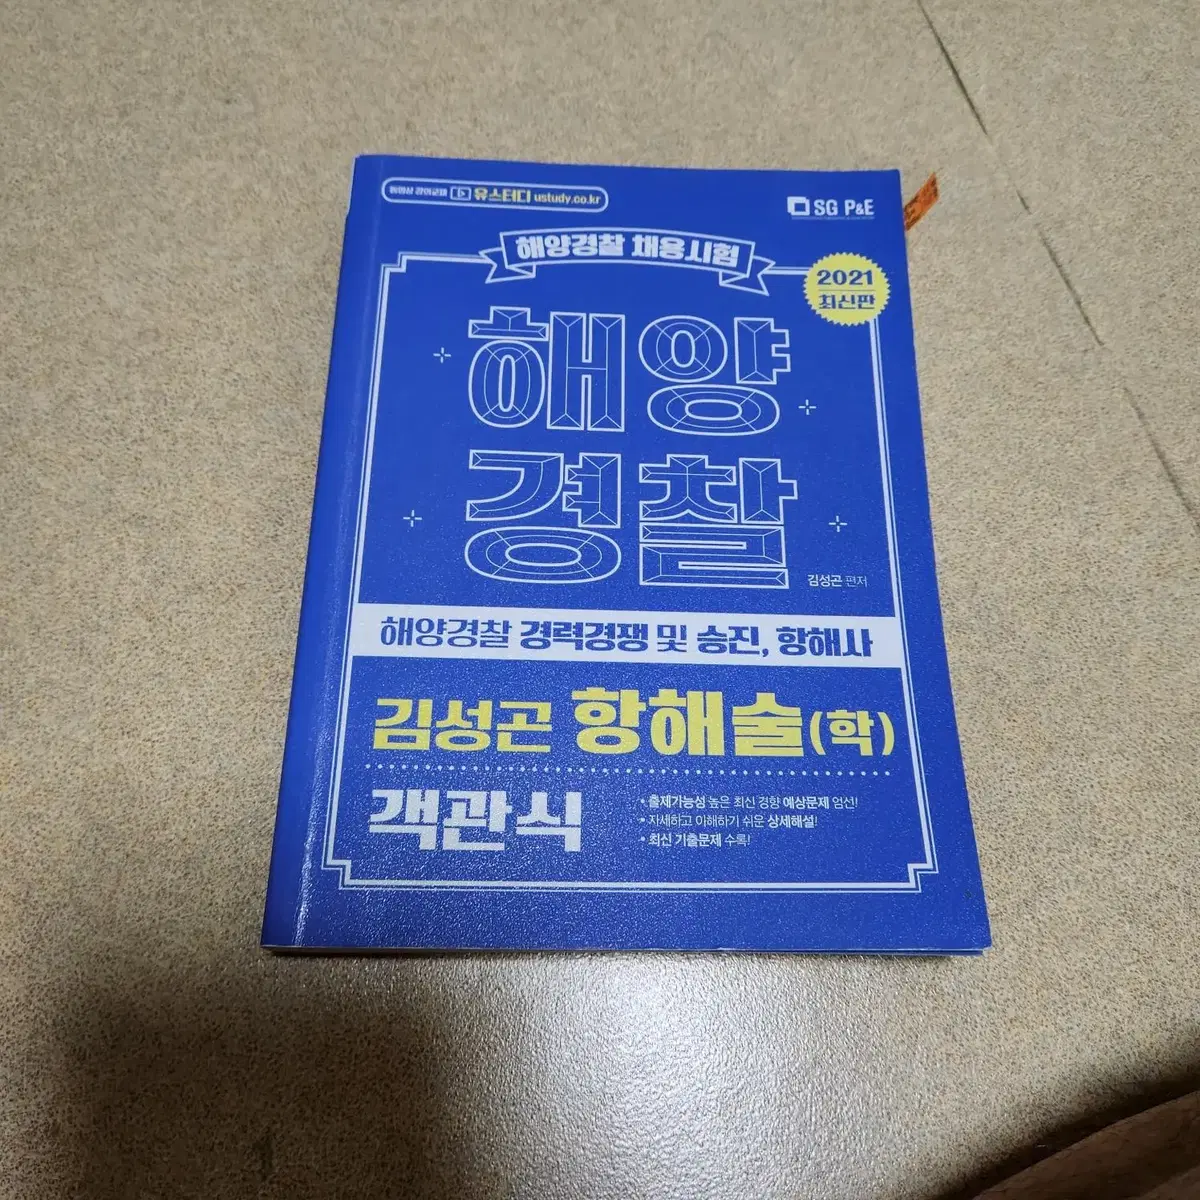 동영상 강의교재 유스터디 ustudy.co.kr
SG P&E
해양경찰 채용시험
2021
최신판
해양
경찰
김성곤 편저
해양경찰 경력경쟁 및 승진, 항해사
김성곤 항해술(학)
객관식
• 출제가능성 높은 최신 경향 예상문제 엄선!
• 자세하고 이해하기 쉬운 상세해설!
• 최신 기출문제 수록!